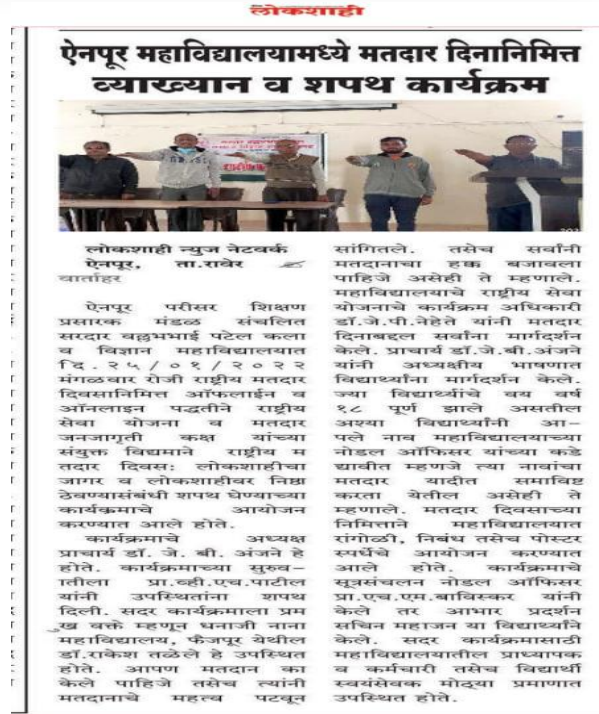 लोकशाही
ऐनपूर महाविद्यालयामध्ये मतदार दिनानिमित्त
व्याख्यान व शपथ कार्यक्रम
लोकशाही न्युज नेटवर्क
ऐनपूर, ता.रावेर
वार्ताहर
ऐनपूर परीसर शिक्षण
प्रसारक मंडळ संचलित
सरदार वल्लभभाई पटेल कला
व विज्ञान महाविद्यालयात
दि.२५/०१/२०२२
मंगळबार रोजी राष्ट्रीय मतदार
दिवसानिमित्त ऑफलाईन व
ऑनलाइन पद्धतीने राष्ट्रीय
सेवा योजना व मतदार
जनजागृती कक्ष यांच्या
संयुक्त विद्यमाने राष्ट्रीय म
तदार दिवस: लोकशाहीचा
जागर व लोकशाहीवर निष्ठा
ठेवण्यासंबंधी शपथ घेण्याच्या
कार्यक्रमाचे आयोजन
करण्यात आले होते.
कार्यक्रमाचे अध्यक्ष
प्राचार्य डॉ. जे. बी. अंजने हे
होते. कार्यक्रमाच्या सुरुव-
ातीला प्रा.व्ही.एच.पाटील
यांनी उपस्थितांना शपथ
दिली. सदर कार्यक्रमाला प्रम
ुख वक्ते म्हणून धनाजी नाना
महाविद्यालय, फैजपूर येथील
डॉ.राकेश तळेले हे उपस्थित
होते. आपण मतदान का
केले पाहिजे तसेच त्यांनी
मतदानाचे महत्व पटवून
सांगितले. तसेच सर्वांनी
मतदानाचा हक्क बजावला
पाहिजे असेही ते म्हणाले.
महाविद्यालयाचे राष्ट्रीय सेवा
योजनाचे कार्यक्रम अधिकारी
डॉ.जे.पी.नेहेते यांनी मतदार
दिनाबद्दल सर्वांना मार्गदर्शन
केले. प्राचार्य डॉ.जे.बी.अंजने
यांनी अध्यक्षीय भाषणात
विद्यार्थ्यांना मार्गदर्शन केले.
ज्या विद्यार्थ्यांचे वय वर्ष
१८ पूर्ण झाले असतील
अश्या विद्यार्थ्यांनी आ-
पले नाव महाविद्यालयाच्या
नोडल ऑफिसर यांच्या कडे
द्यावीत म्हणजे त्या नावांचा
मतदार यादीत समाविष्ट
करता येतील असेही ते
म्हणाले. मतदार दिवसाच्या
निमित्ताने महाविद्यालयात
रांगोळी, निबंध तसेच पोस्टर
स्पर्धेचे आयोजन करण्यात
आले होते. कार्यक्रमाचे
सूत्रसंचलन नोडल ऑफिसर
प्रा.एच.एम.बाविस्कर यांनी
केले तर आभार प्रदर्शन
सचिन महाजन या विद्यार्थ्याने
केले. सदर कार्यक्रमासाठी
महाविद्यालयातील प्राध्यापक
व कर्मचारी तसेच विद्यार्थी
स्वयंसेवक मोठ्या प्रमाणात
उपस्थित होते.